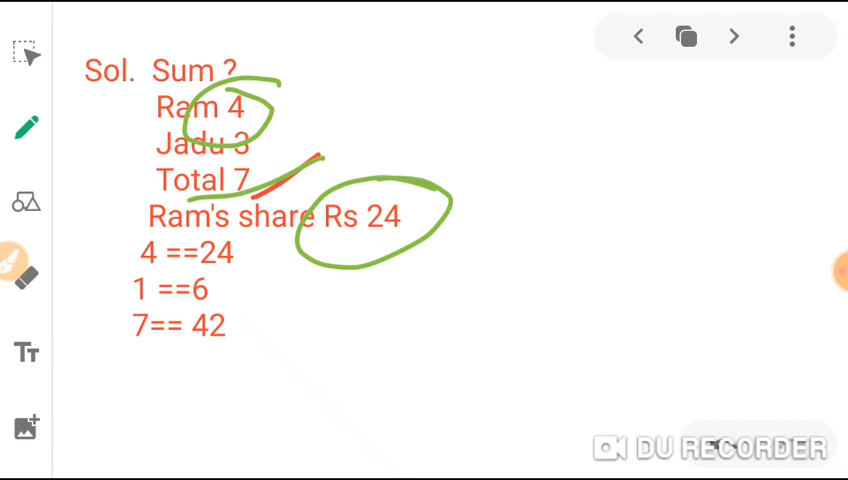 Sol. Sum ?
Ram 4
Jadu 3
Total 7
Ram's share Rs 24
4 ==24
1 ==6
7== 42
TT
DU RECORDER